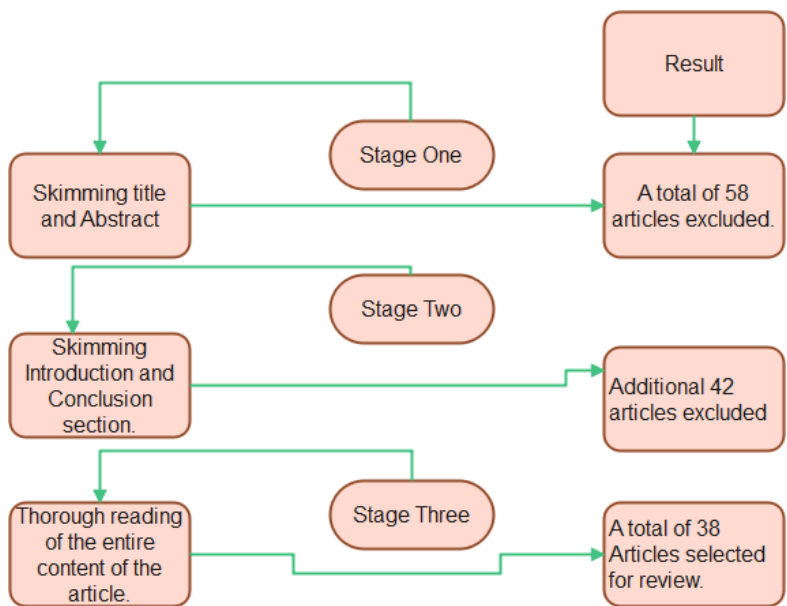 Result
Stage One
Skimming title
and Abstract
A total of 58
articles excluded.
Stage Two
Skimming
Introduction and
Conclusion
section.
Additional 42
articles excluded
Stage Three
Thorough reading
of the entire
content of the
article.
A total of 38
Articles selected
for review.